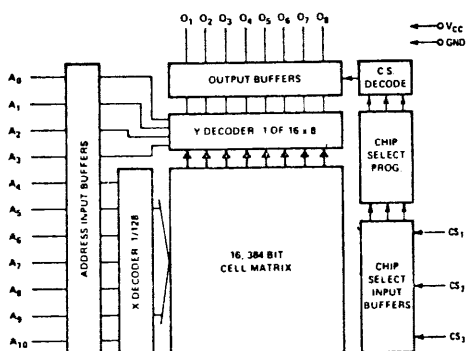 O1 O2 O3 O4 O5 O6 O7 O8
VCC
GND
OUTPUT BUFFERS
C.S. DECODE
A0
A1
A2
A3
A4
A5
A6
A7
A8
A9
A10
ADDRESS INPUT BUFFERS
Y DECODER 1 OF 16 x 8
CHIP
SELECT
PROG.
X DECODER 1/128
16, 384 BIT
CELL MATRIX
CHIP
SELECT
INPUT
BUFFERS
CS1
CS2
CS3